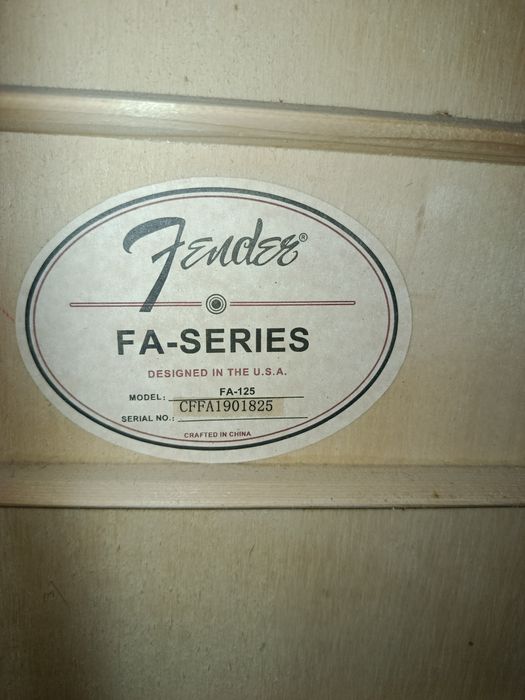 Fender®
FA-SERIES
DESIGNED IN THE U.S.A.
MODEL: FA-125
SERIAL NO.: CFFA1901825
CRAFTED IN CHINA